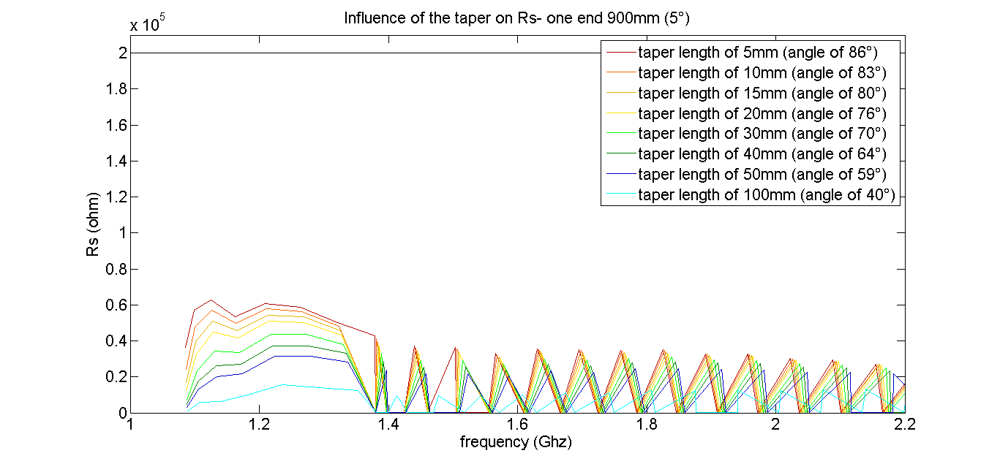 Influence of the taper on Rs- one end 900mm (5°)
x 10^5
taper length of 5mm (angle of 86°)
taper length of 10mm (angle of 83°)
taper length of 15mm (angle of 80°)
taper length of 20mm (angle of 76°)
taper length of 30mm (angle of 70°)
taper length of 40mm (angle of 64°)
taper length of 50mm (angle of 59°)
taper length of 100mm (angle of 40°)
2
1.8
1.6
1.4
1.2
1
0.8
0.6
0.4
0.2
0
Rs (ohm)
1 1.2 1.4 1.6 1.8 2 2.2
frequency (Ghz)